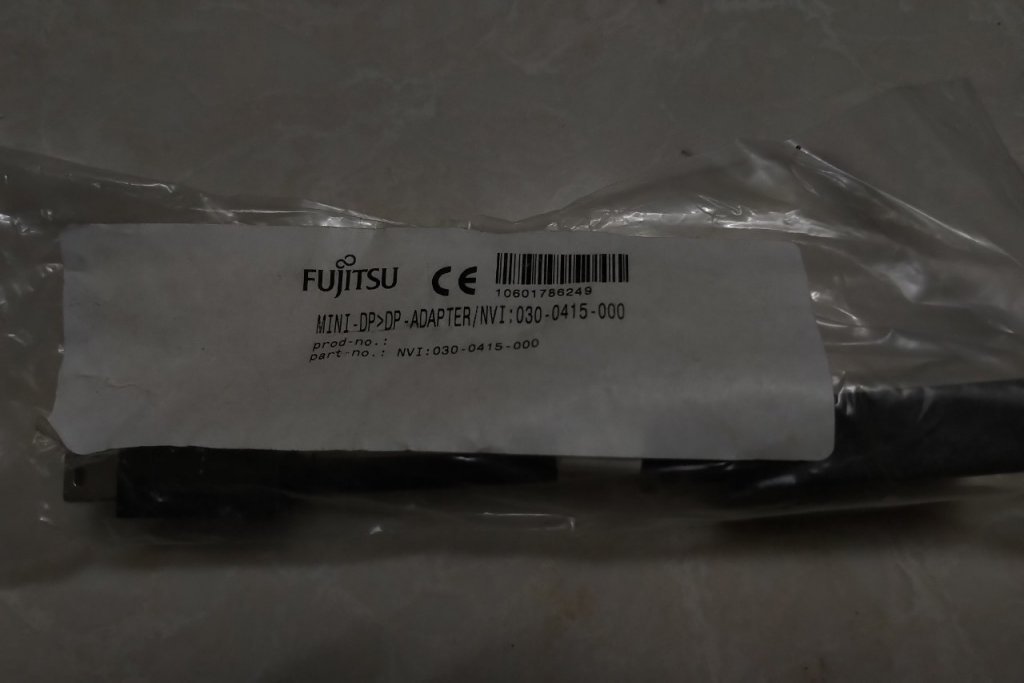 FUJITSU CE
10601786249
MINI-DP>DP-ADAPTER/NVI:030-0415-000
prod-no.:
part-no.: NVI:030-0415-000